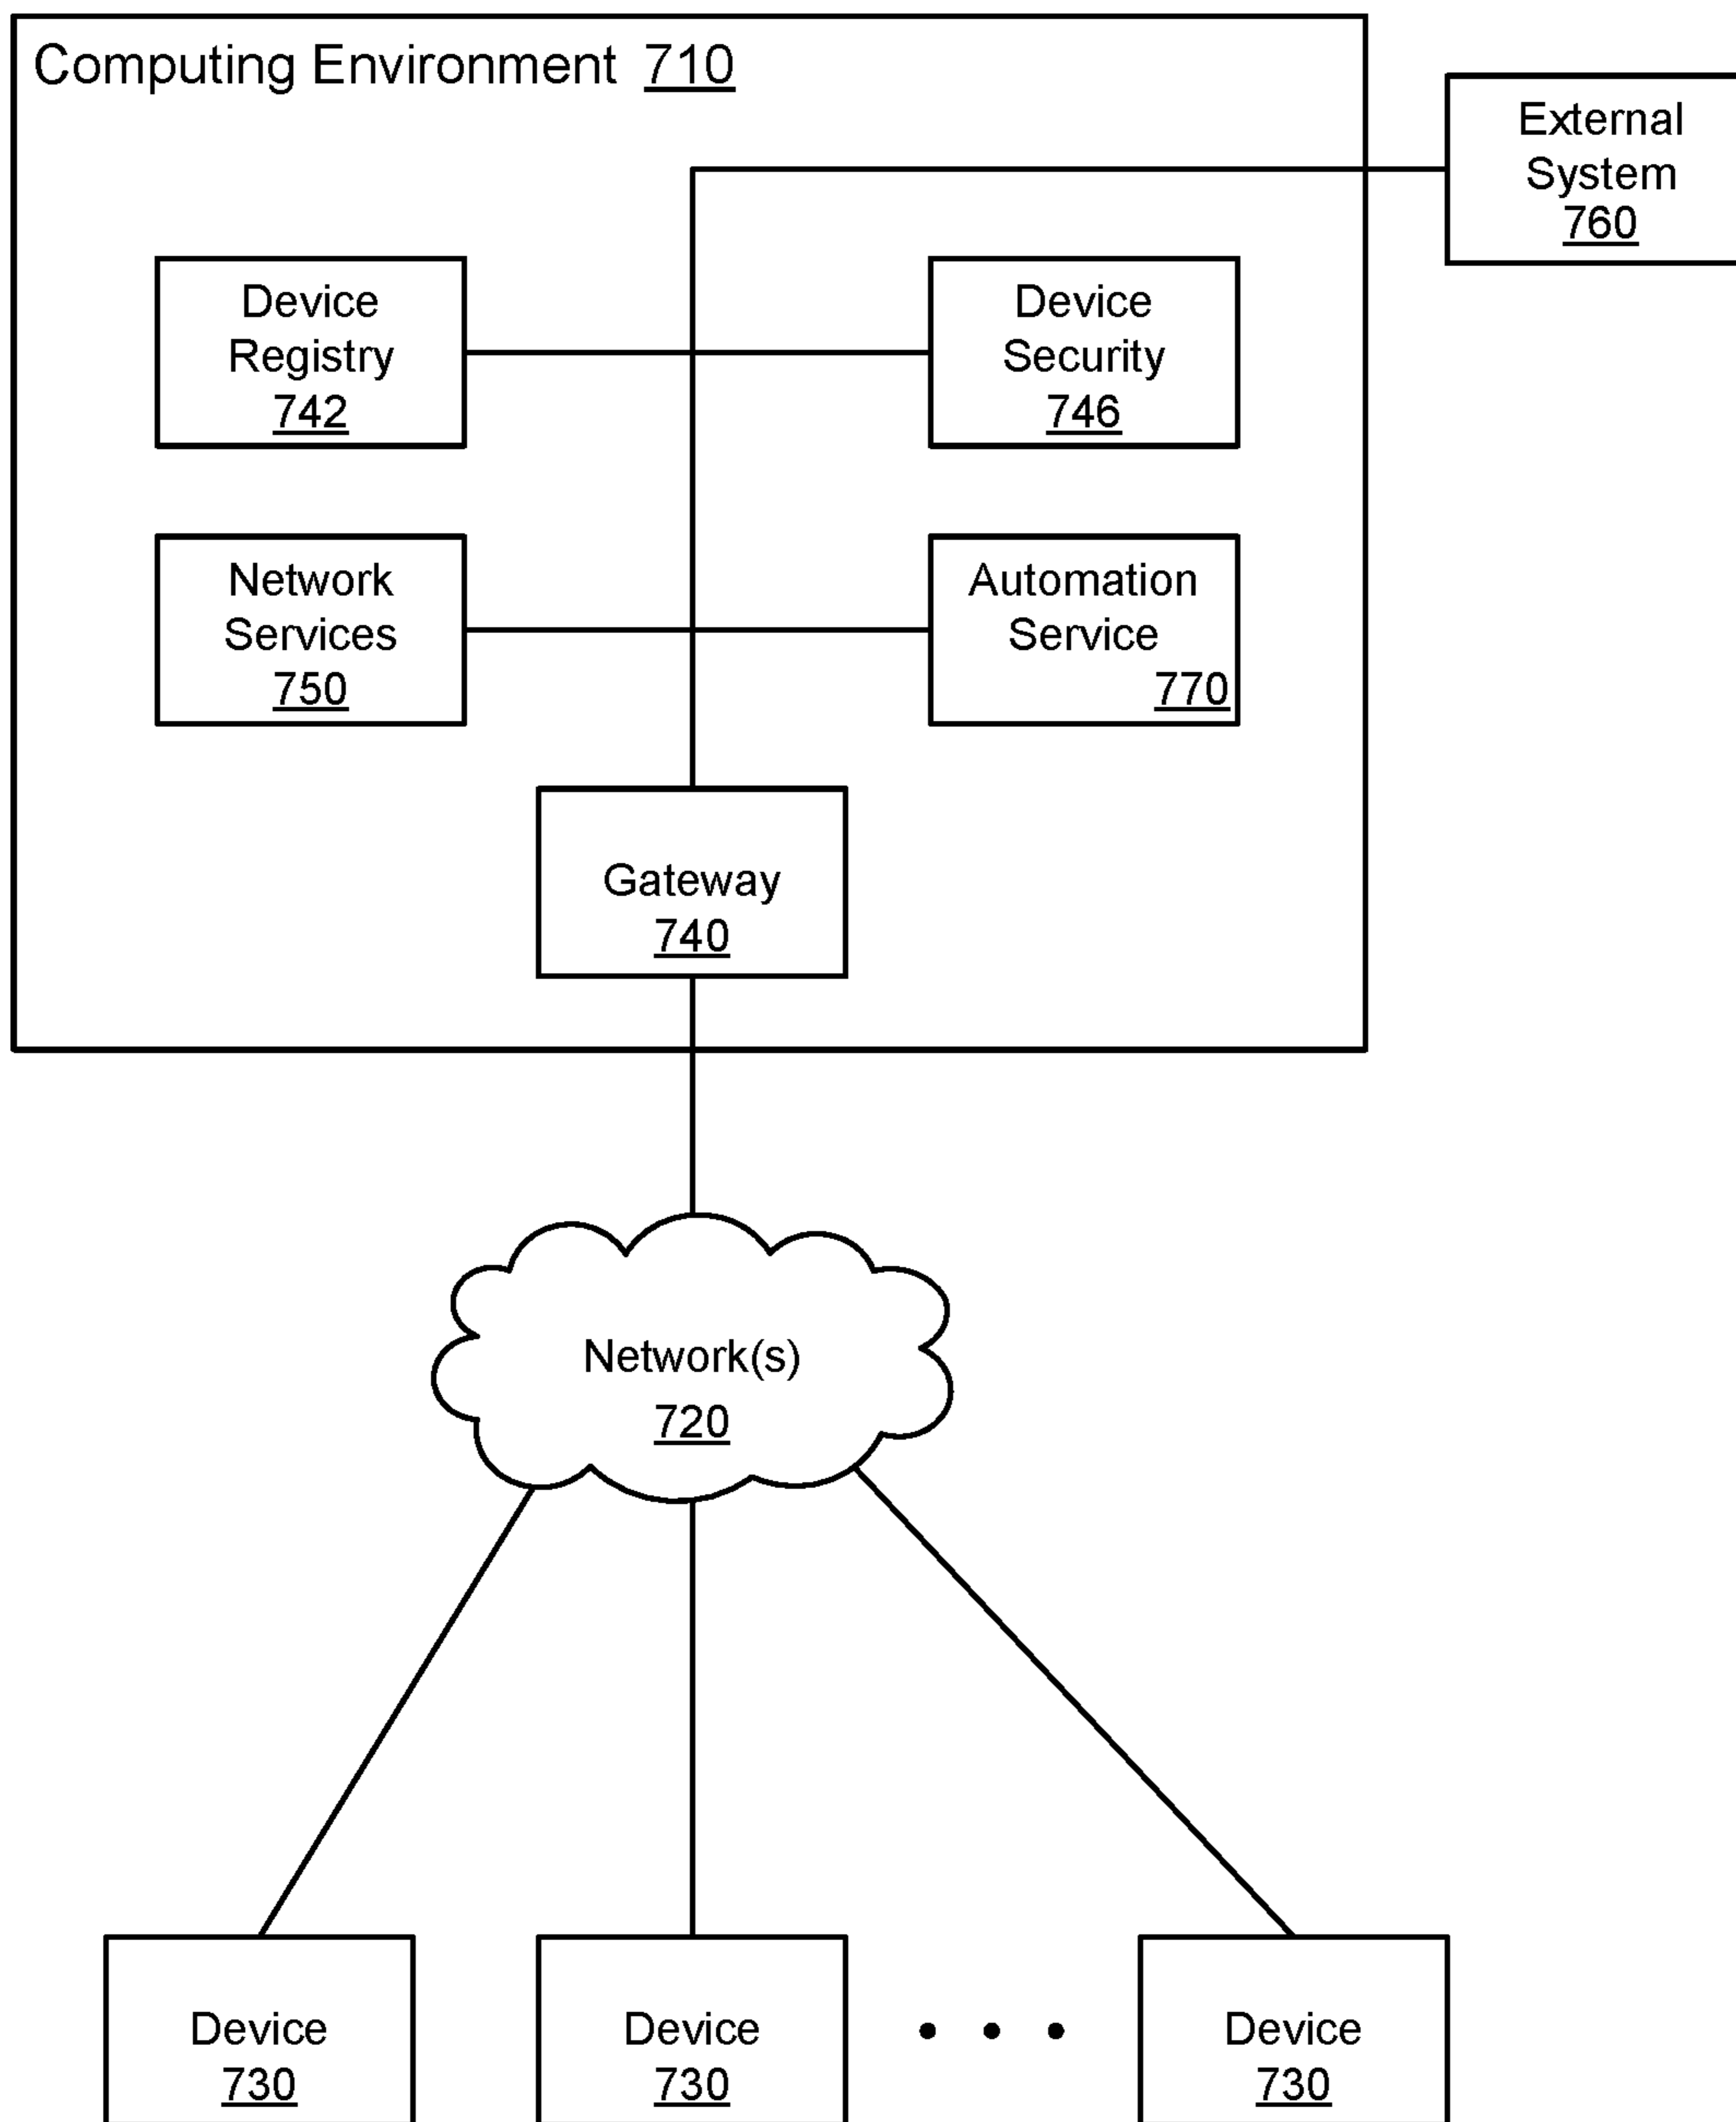 Computing Environment 710
External
System
760
Device
Registry
742
Device
Security
746
Network
Services
750
Automation
Service
770
Gateway
740
Network(s)
720
Device
730
Device
730
Device
730